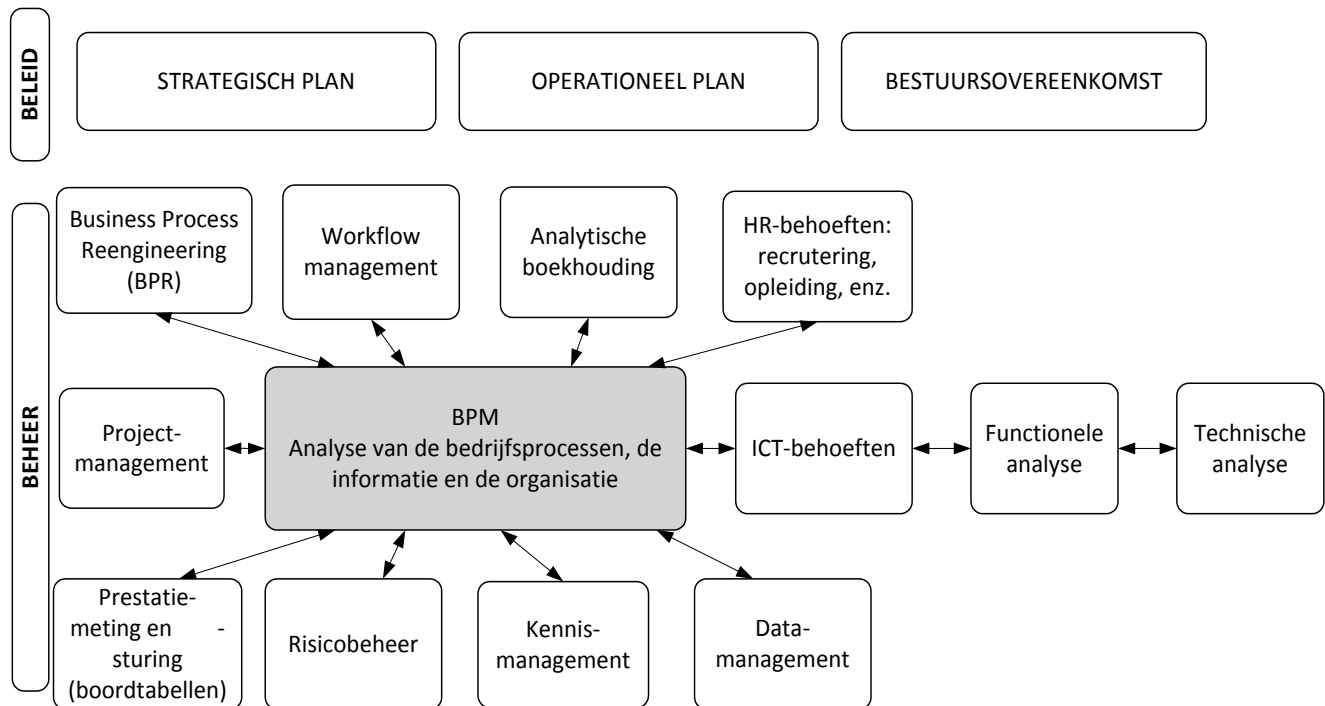 BELEID
STRATEGISCH PLAN
OPERATIONEEL PLAN
BESTUURSOVEREENKOMST
BEHEER
Business Process
Reengineering
(BPR)
Workflow
management
Analytische
boekhouding
HR-behoeften:
recrutering,
opleiding, enz.
Project-
management
BPM
Analyse van de bedrijfsprocessen, de
informatie en de organisatie
ICT-behoeften
Functionele
analyse
Technische
analyse
Prestatie-
meting en -
sturing
(boordtabellen)
Risicobeheer
Kennis-
management
Data-
management